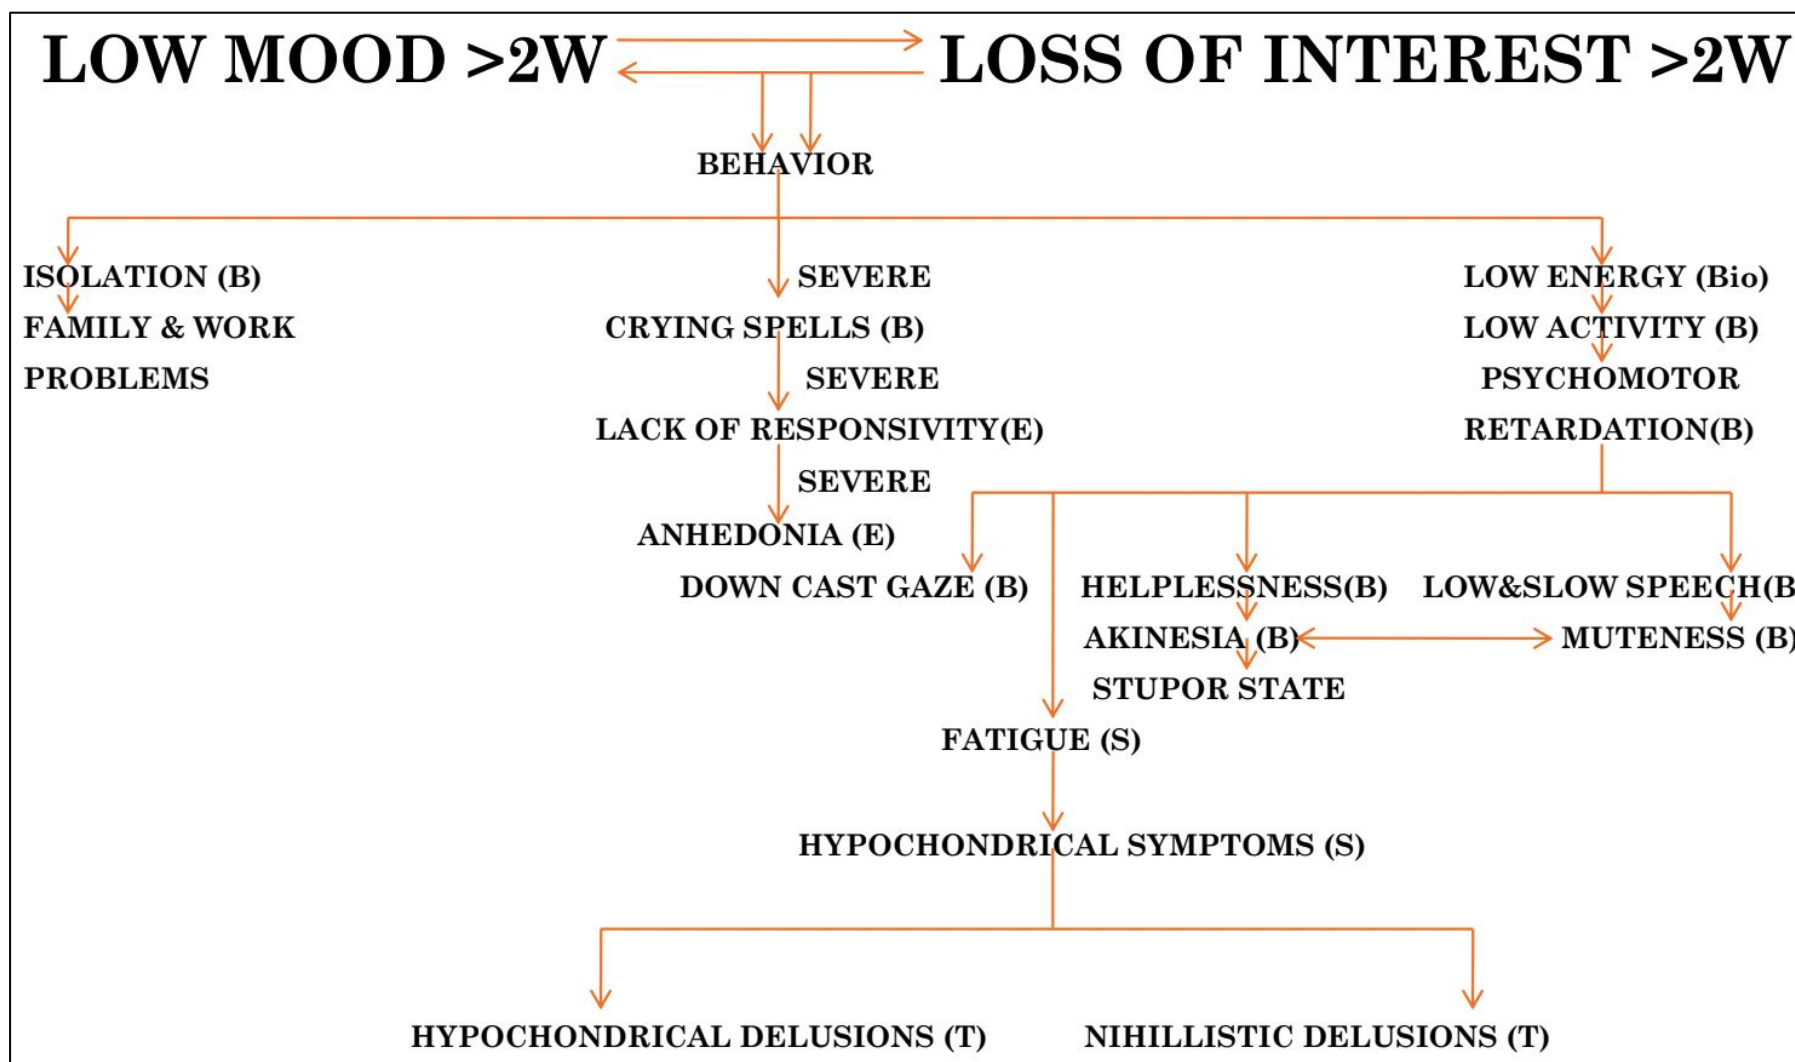 LOW MOOD >2W LOSS OF INTEREST >2W
BEHAVIOR
ISOLATION (B) SEVERE LOW ENERGY (Bio)
FAMILY & WORK CRYING SPELLS (B) LOW ACTIVITY (B)
PROBLEMS SEVERE PSYCHOMOTOR
LACK OF RESPONSIVITY(E) RETARDATION(B)
SEVERE
ANHEDONIA (E)
DOWN CAST GAZE (B) HELPLESSNESS(B) LOW&SLOW SPEECH(B
AKINESIA (B) MUTENESS (B)
STUPOR STATE
FATIGUE (S)
HYPOCHONDRICAL SYMPTOMS (S)
HYPOCHONDRICAL DELUSIONS (T) NIHILLISTIC DELUSIONS (T)